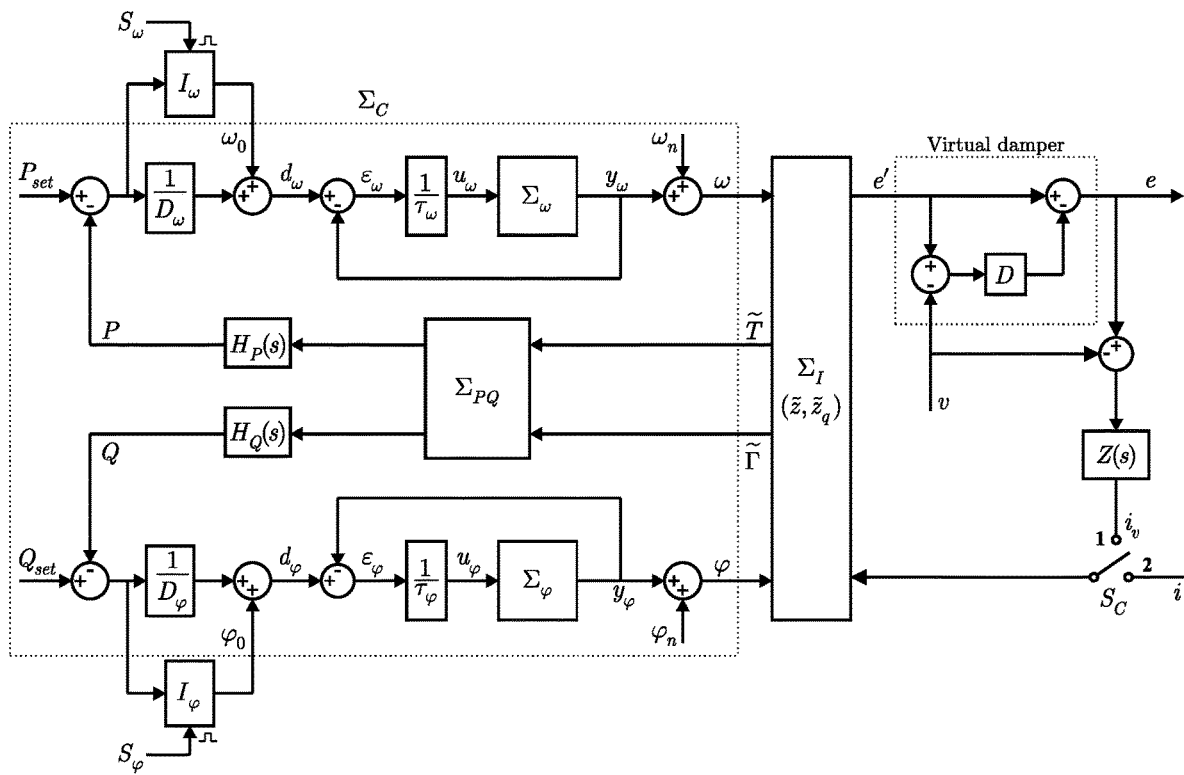 S_ω
I_ω
Σ_C
ω_0
ω_n
Virtual damper
P_set
+
-
1
D_ω
+
+
d_ω
+
-
ε_ω
1
τ_ω
u_ω
Σ_ω
y_ω
+
+
ω
e′
+
-
e
+
-
D
P
H_P(s)
Σ_PQ
T̃
Σ_I
(z̃, z̃_q)
-
+
v
Q
H_Q(s)
Γ̃
Z(s)
1
i_v
2
S_C
i
Q_set
+
-
1
D_φ
+
+
d_φ
+
-
ε_φ
1
τ_φ
u_φ
Σ_φ
y_φ
+
+
φ
φ_0
φ_n
I_φ
S_φ